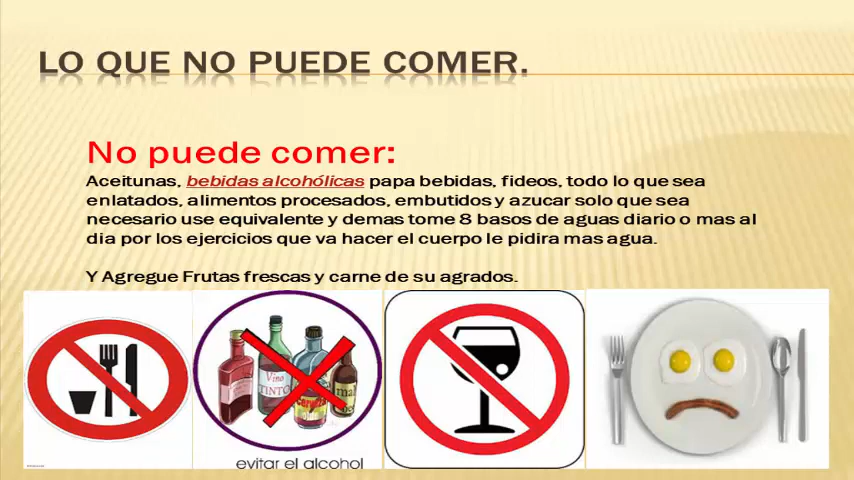 LO QUE NO PUEDE COMER.
No puede comer:
Aceitunas, bebidas alcohólicas papa bebidas, fideos, todo lo que sea
enlatados, alimentos procesados, embutidos y azucar solo que sea
necesario use equivalente y demas tome 8 basos de aguas diario o mas al
dia por los ejercicios que va hacer el cuerpo le pidira mas agua.
Y Agregue Frutas frescas y carne de su agrados.
Vino
TINTO
cerveza
evitar el alcohol